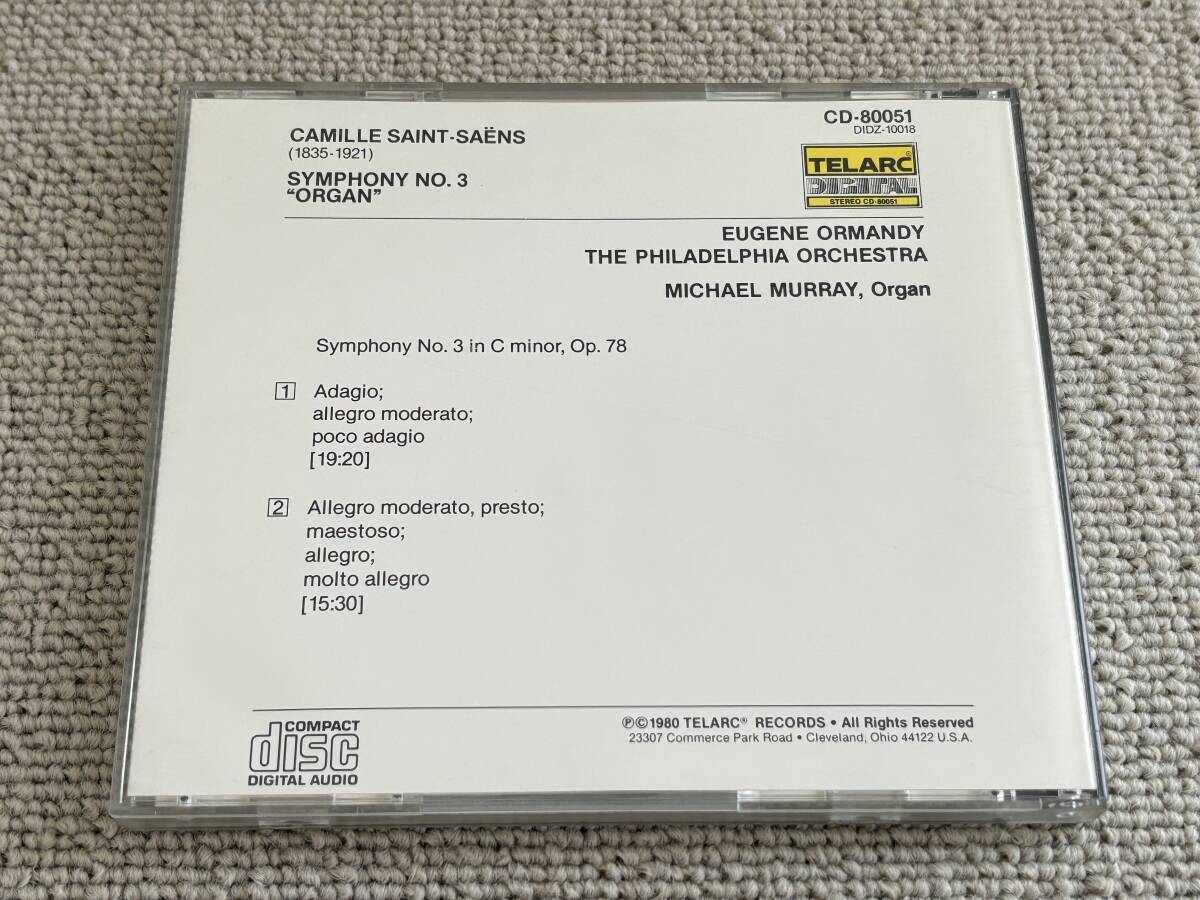 CAMILLE SAINT-SAËNS
(1835-1921)
SYMPHONY NO. 3
“ORGAN”
CD-80051
DIDZ-10018
TELARC®
DIGITAL
STEREO CD-80051
EUGENE ORMANDY
THE PHILADELPHIA ORCHESTRA
MICHAEL MURRAY, Organ
Symphony No. 3 in C minor, Op. 78
1 Adagio;
allegro moderato;
poco adagio
[19:20]
2 Allegro moderato, presto;
maestoso;
allegro;
molto allegro
[15:30]
COMPACT
disc
DIGITAL AUDIO
℗©1980 TELARC® RECORDS • All Rights Reserved
23307 Commerce Park Road • Cleveland, Ohio 44122 U.S.A.